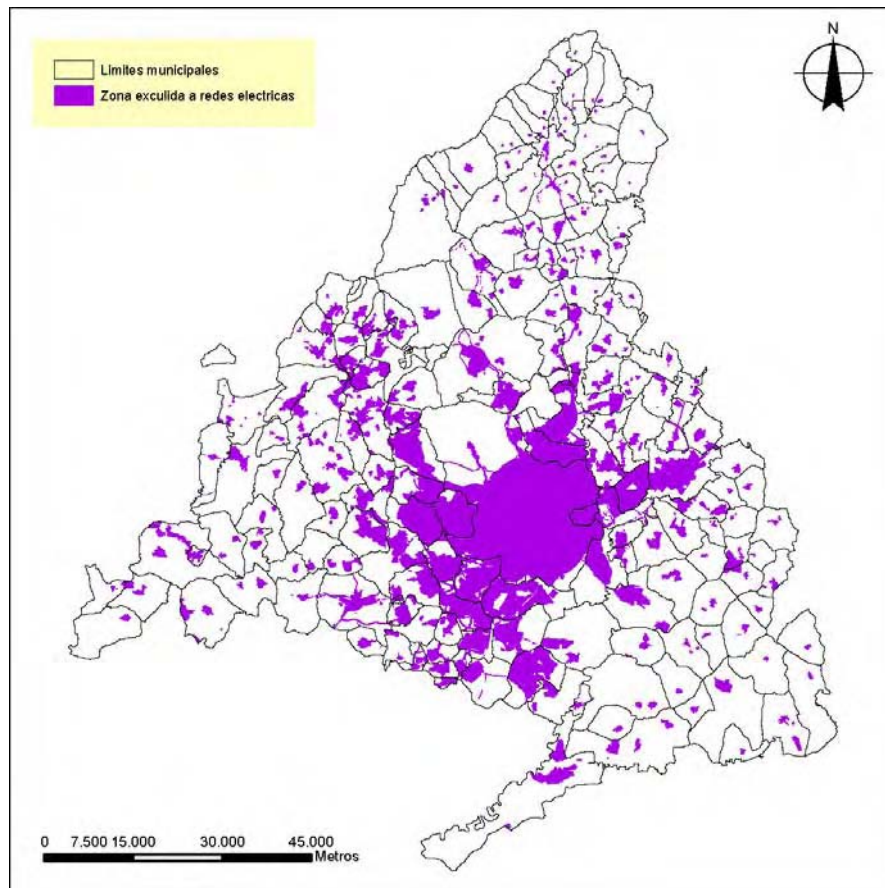 Limites municipales
Zona exculida a redes electricas
N
0 7.500 15.000 30.000 45.000
Metros